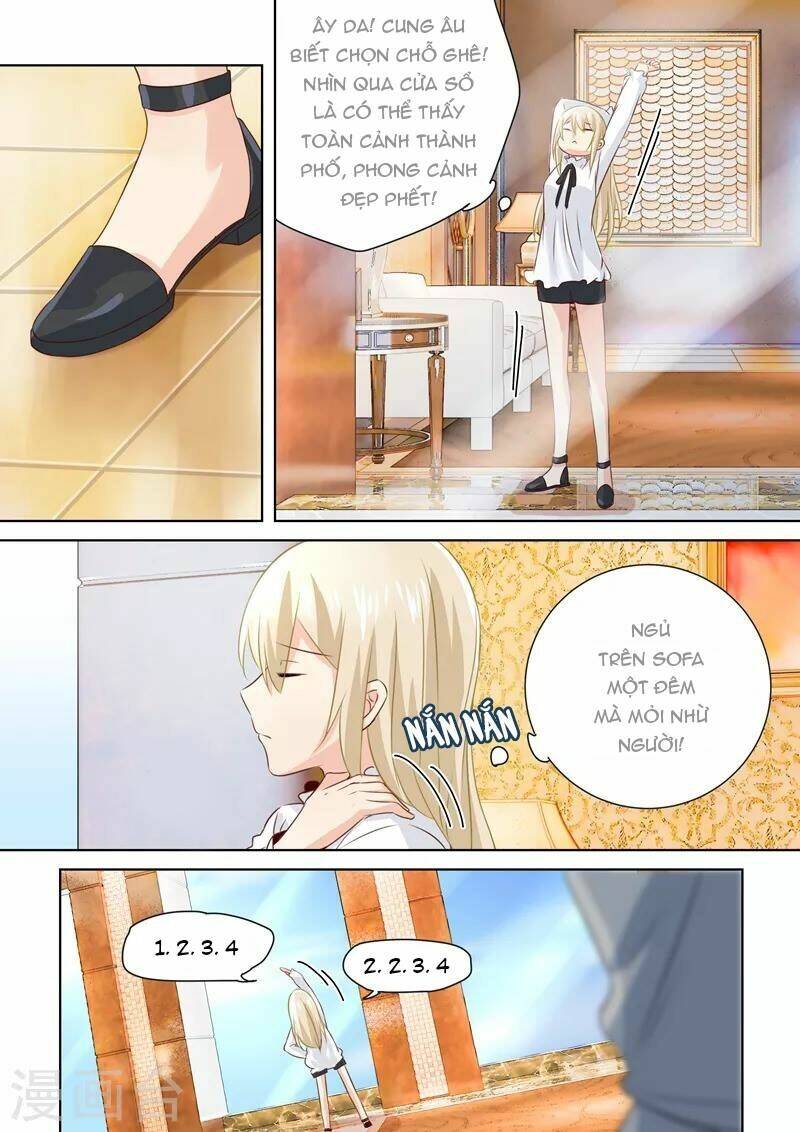 ÂY DA! CUNG ÂU
BIẾT CHỌN CHỖ GHÊ!
NHÌN QUA CỬA SỔ
LÀ CÓ THỂ THẤY
TOÀN CẢNH THÀNH
PHỐ, PHONG CẢNH
ĐẸP PHẾT!
NGỦ
TRÊN SOFA
MỘT ĐÊM
MÀ MỎI NHỪ
NGƯỜI!
NẮN NẮN
1. 2. 3. 4
2. 2. 3. 4
漫画台